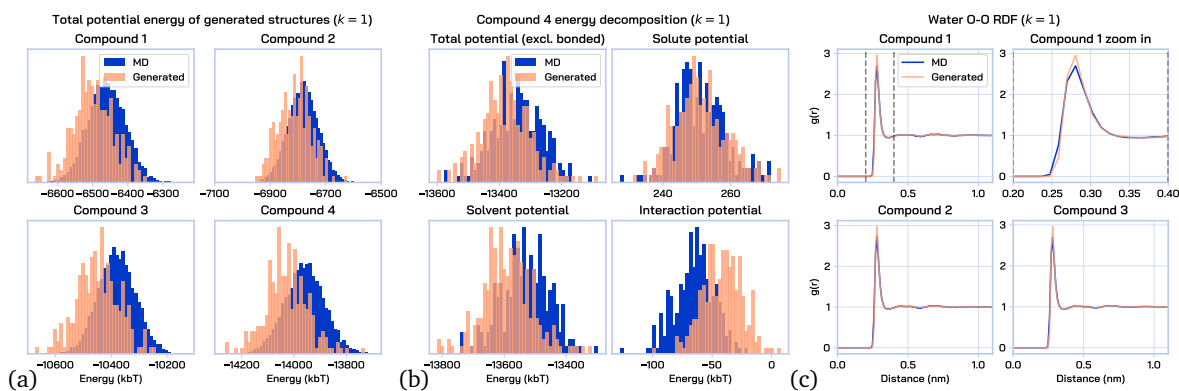 Total potential energy of generated structures (k = 1)
Compound 4 energy decomposition (k = 1)
Water O-O RDF (k = 1)
Compound 1
Compound 2
Total potential (excl. bonded)
Solute potential
Compound 1
Compound 1 zoom in
MD
Generated
MD
Generated
MD
Generated
g(r)
3
2
1
0
−6600 −6500 −6400 −6300
−7100 −6900 −6700 −6500
−13600 −13400 −13200
240 260
0.0 0.5 1.0
0.20 0.25 0.30 0.35 0.40
Compound 3
Compound 4
Solvent potential
Interaction potential
Compound 2
Compound 3
g(r)
3
2
1
0
−10600 −10400 −10200
−14200 −14000 −13800
−13800 −13600 −13400
−100 −50 0
0.0 0.5 1.0
0.0 0.5 1.0
(a)
Energy (kbT)
Energy (kbT)
(b)
Energy (kbT)
Energy (kbT)
(c)
Distance (nm)
Distance (nm)